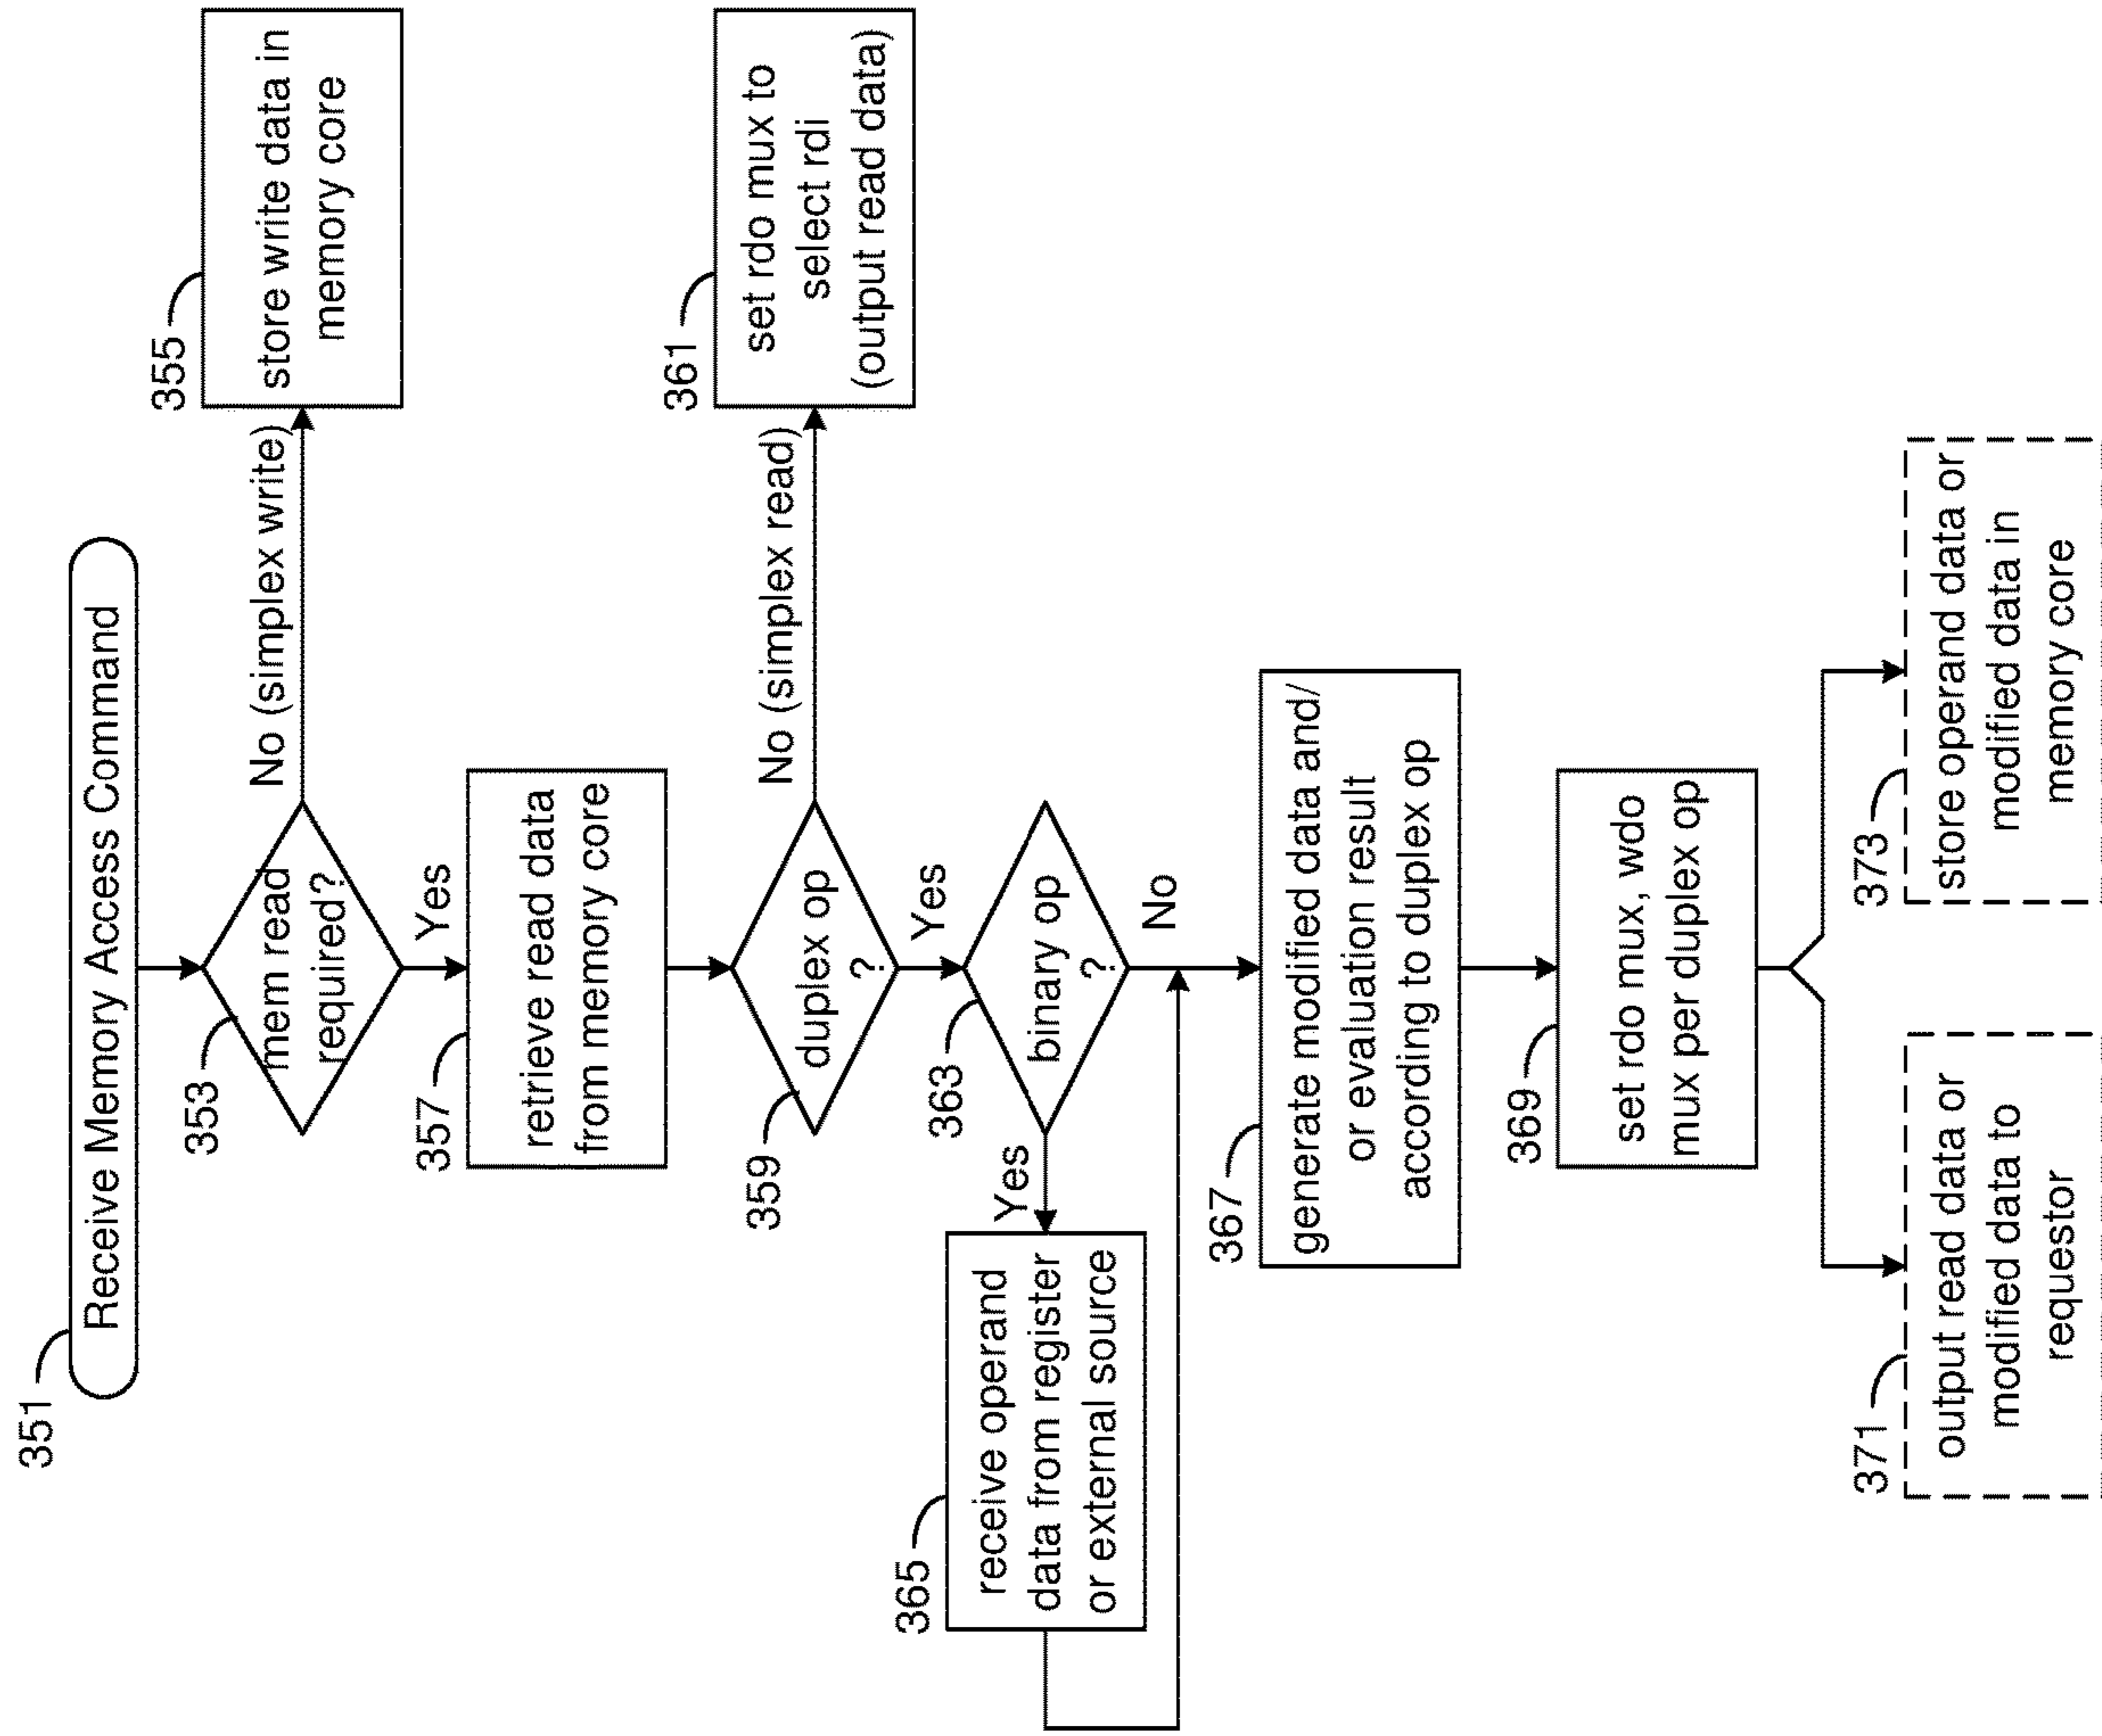 351
Receive Memory Access Command
353
mem read
required?
No (simplex write)
355
store write data in
memory core
Yes
357
retrieve read data
from memory core
359
duplex op
?
No (simplex read)
361
set rdo mux to
select rdi
(output read data)
Yes
363
binary op
?
Yes
365
receive operand
data from register
or external source
No
367
generate modified data and/
or evaluation result
according to duplex op
369
set rdo mux, wdo
mux per duplex op
371
output read data or
modified data to
requestor
373
store operand data or
modified data in
memory core